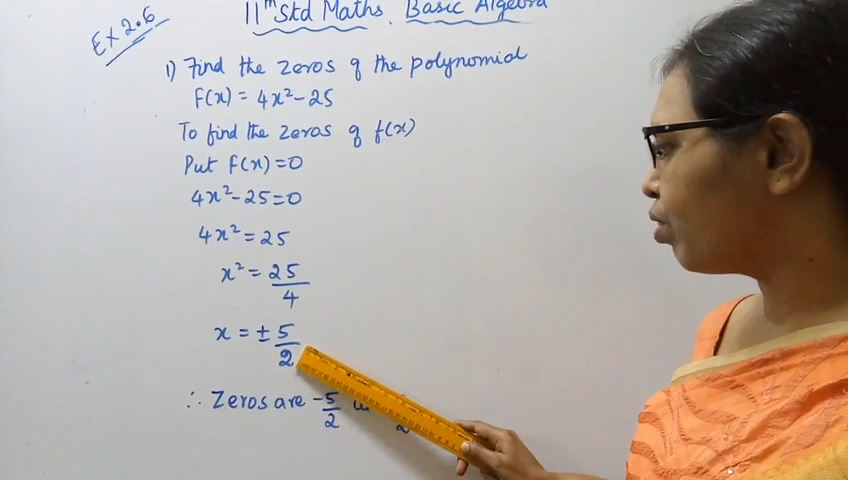 11th Std Maths, Basic Algebra
Ex 2.6
1) Find the zeros of the polynomial
F(x) = 4x² - 25
To find the zeros of f(x)
Put F(x) = 0
4x² - 25 = 0
4x² = 25
x² = 25/4
x = ± 5/2
∴ Zeros are -5/2